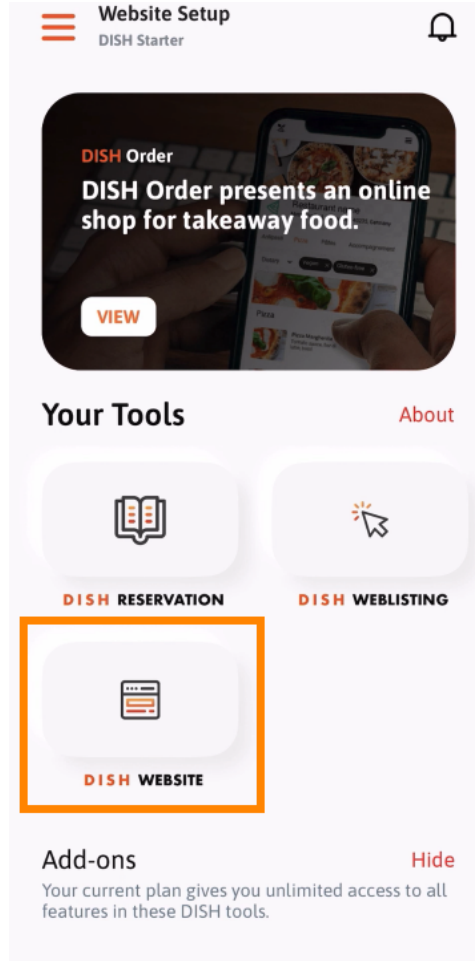 Website Setup
DISH Starter
DISH Order
DISH Order presents an online
shop for takeaway food.
VIEW
Your Tools
About
DISH RESERVATION
DISH WEBLISTING
DISH WEBSITE
Add-ons
Hide
Your current plan gives you unlimited access to all
features in these DISH tools.